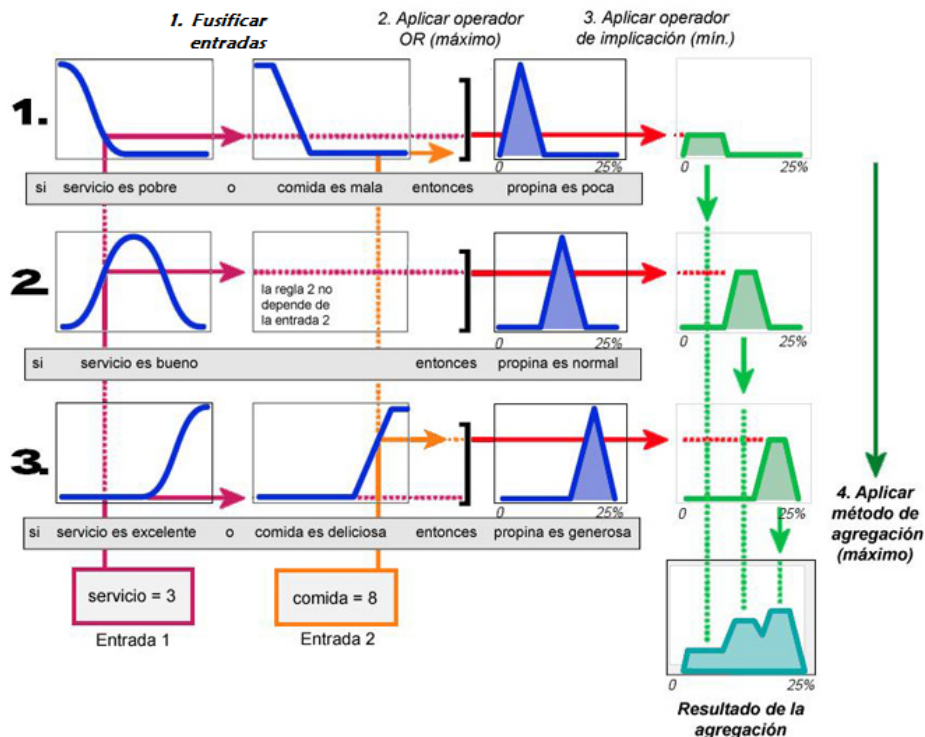 1. Fusificar
entradas
2. Aplicar operador
OR (máximo)
3. Aplicar operador
de implicación (mín.)
1.
0
25%
25%
si servicio es pobre o comida es mala entonces propina es poca
2.
la regla 2 no
depende de
la entrada 2
0
25%
0
25%
si servicio es bueno entonces propina es normal
3.
0
25%
0
25%
si servicio es excelente o comida es deliciosa entonces propina es generosa
4. Aplicar
método de
agregación
(máximo)
servicio = 3
comida = 8
Entrada 1
Entrada 2
0
25%
Resultado de la
agregación